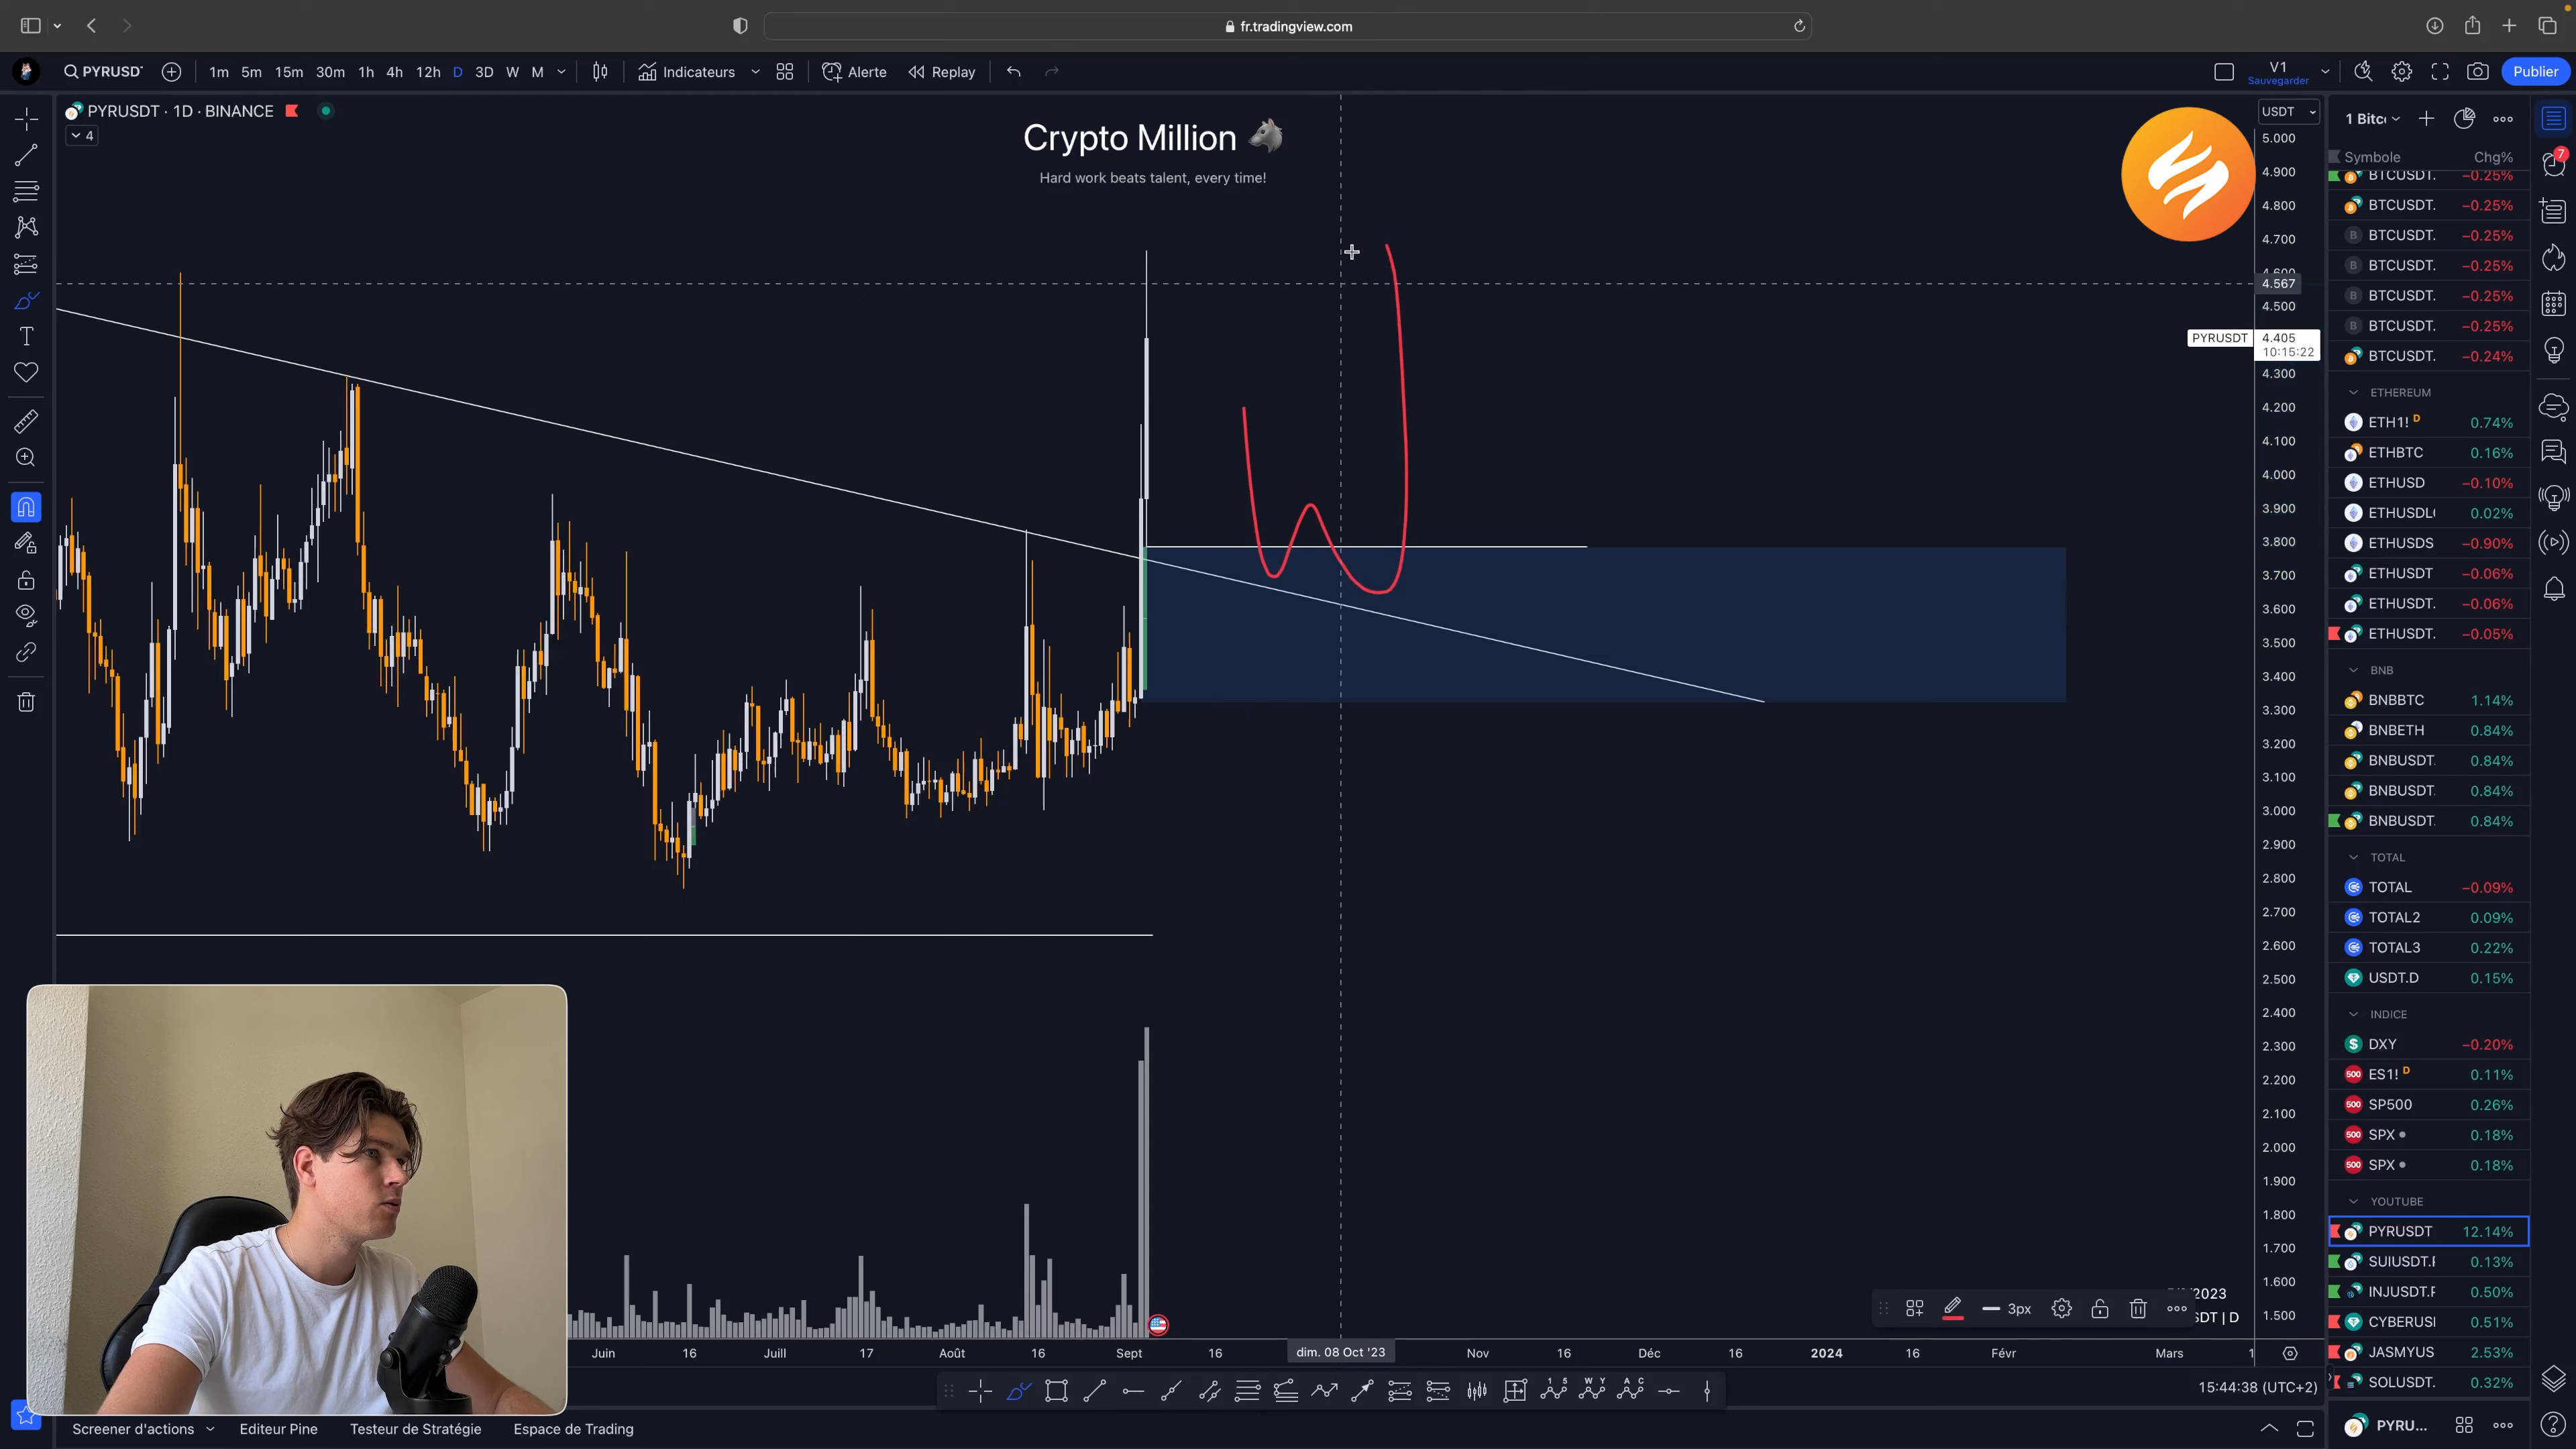 fr.tradingview.com
PYRUSDT
1m 5m 15m 30m 1h 4h 12h D 3D W M
Indicateurs
Alerte
Replay
V1
Sauvegarder
Publier
PYRUSDT · 1D · BINANCE
4
Crypto Million
Hard work beats talent, every time!
USDT
5.000
4.900
4.800
4.700
4.600
4.567
4.500
PYRUSDT 4.405
10:15:22
4.300
4.200
4.100
4.000
3.900
3.800
3.700
3.600
3.500
3.400
3.300
3.200
3.100
3.000
2.900
2.800
2.700
2.600
2.500
2.400
2.300
2.200
2.100
2.000
1.900
1.800
1.700
1.600
1.500
1 Bitc
7
Symbole Chg%
BTCUSDT. −0.25%
BTCUSDT. −0.25%
BTCUSDT. −0.25%
BTCUSDT. −0.25%
BTCUSDT. −0.25%
BTCUSDT. −0.25%
BTCUSDT. −0.24%
ETHEREUM
ETH1! D 0.74%
ETHBTC 0.16%
ETHUSD −0.10%
ETHUSDL 0.02%
ETHUSDS −0.90%
ETHUSDT −0.06%
ETHUSDT. −0.06%
ETHUSDT. −0.05%
BNB
BNBBTC 1.14%
BNBETH 0.84%
BNBUSDT 0.84%
BNBUSDT 0.84%
BNBUSDT 0.84%
TOTAL
TOTAL −0.09%
TOTAL2 0.09%
TOTAL3 0.22%
USDT.D 0.15%
INDICE
DXY −0.20%
ES1! D 0.11%
SP500 0.26%
SPX 0.18%
SPX 0.18%
YOUTUBE
PYRUSDT 12.14%
SUIUSDT.F 0.13%
INJUSDT.F 0.50%
CYBERUS 0.51%
JASMYUS 2.53%
SOLUSDT. 0.32%
PYRU...
3px
2023
SDT | D
Juin 16 Juill 17 Août 16 Sept 16 dim. 08 Oct '23 Nov 16 Déc 16 2024 16 Févr Mars 1
15:44:38 (UTC+2)
Screener d'actions
Editeur Pine
Testeur de Stratégie
Espace de Trading